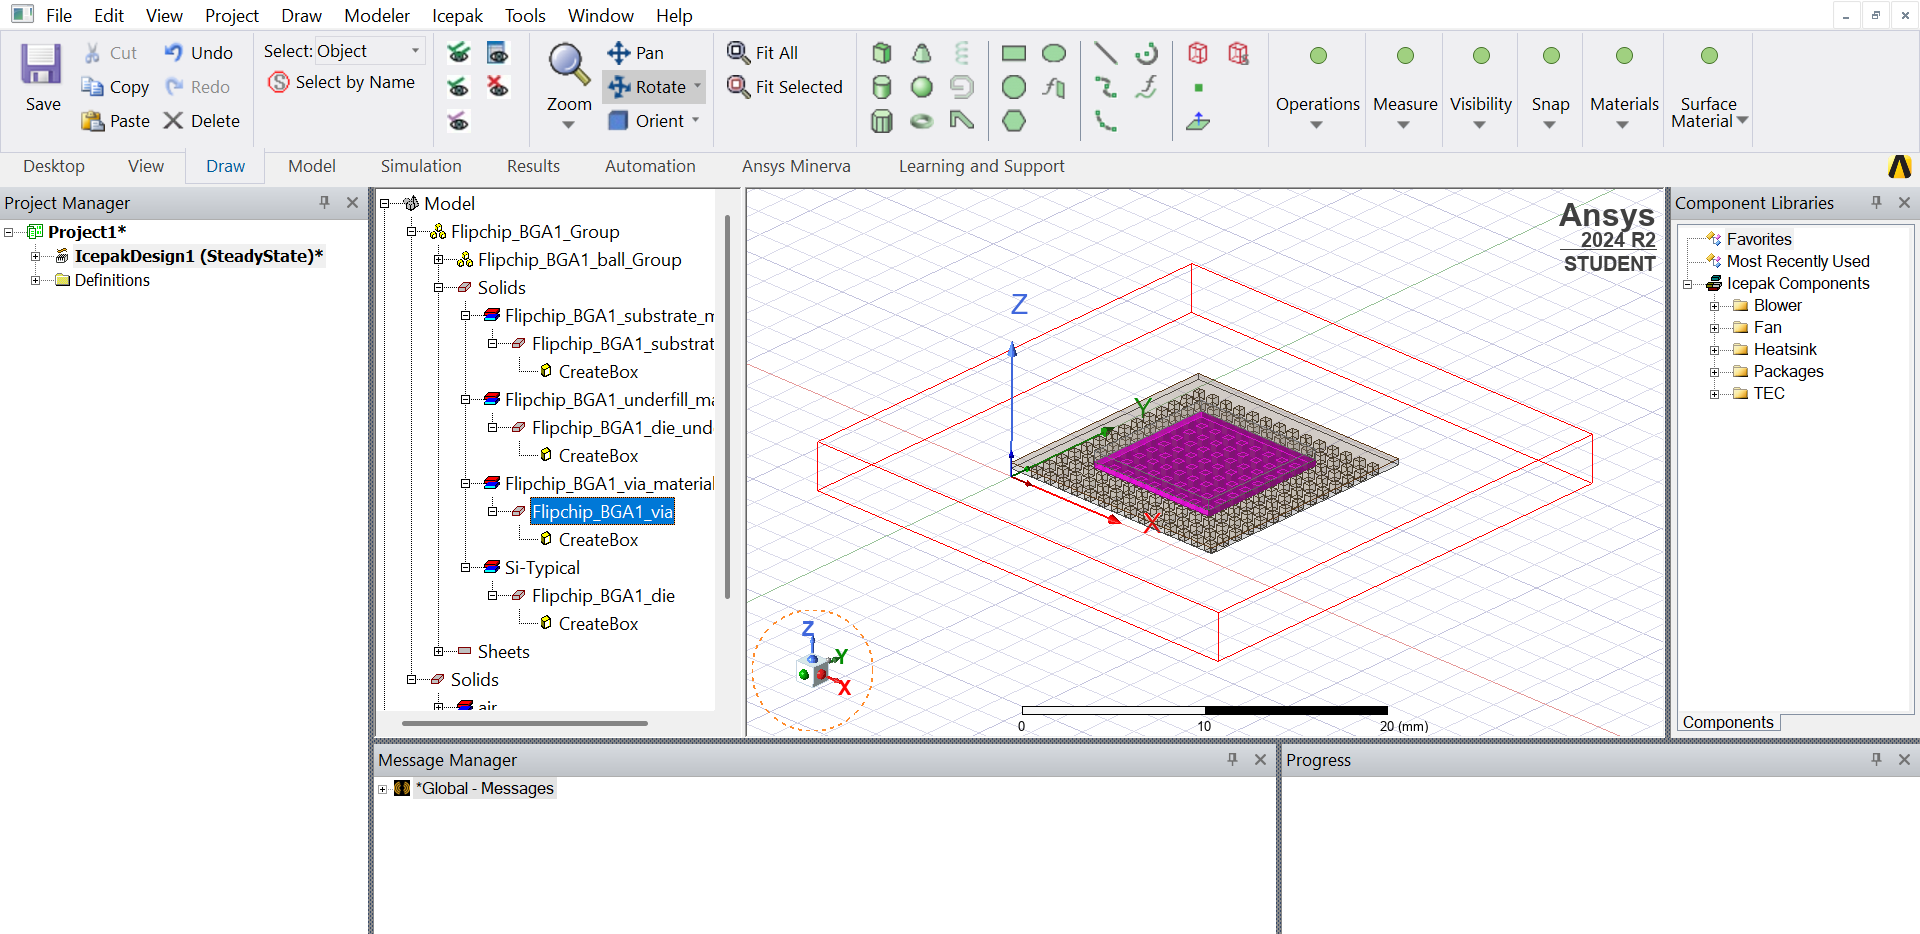 File Edit View Project Draw Modeler Icepak Tools Window Help
Save
Cut
Copy
Paste
Undo
Redo
Delete
Select: Object
Select by Name
Zoom
Pan
Rotate
Orient
Fit All
Fit Selected
Operations
Measure
Visibility
Snap
Materials
Surface
Material
Desktop View Draw Model Simulation Results Automation Ansys Minerva Learning and Support
Project Manager
Project1*
IcepakDesign1 (SteadyState)*
Definitions
Model
Flipchip_BGA1_Group
Flipchip_BGA1_ball_Group
Solids
Flipchip_BGA1_substrate_m
Flipchip_BGA1_substrat
CreateBox
Flipchip_BGA1_underfill_ma
Flipchip_BGA1_die_und
CreateBox
Flipchip_BGA1_via_material
Flipchip_BGA1_via
CreateBox
Si-Typical
Flipchip_BGA1_die
CreateBox
Sheets
Solids
air
Ansys
2024 R2
STUDENT
Z
Y
X
Z
Y
X
0 10 20 (mm)
Component Libraries
Favorites
Most Recently Used
Icepak Components
Blower
Fan
Heatsink
Packages
TEC
Components
Message Manager
*Global - Messages
Progress